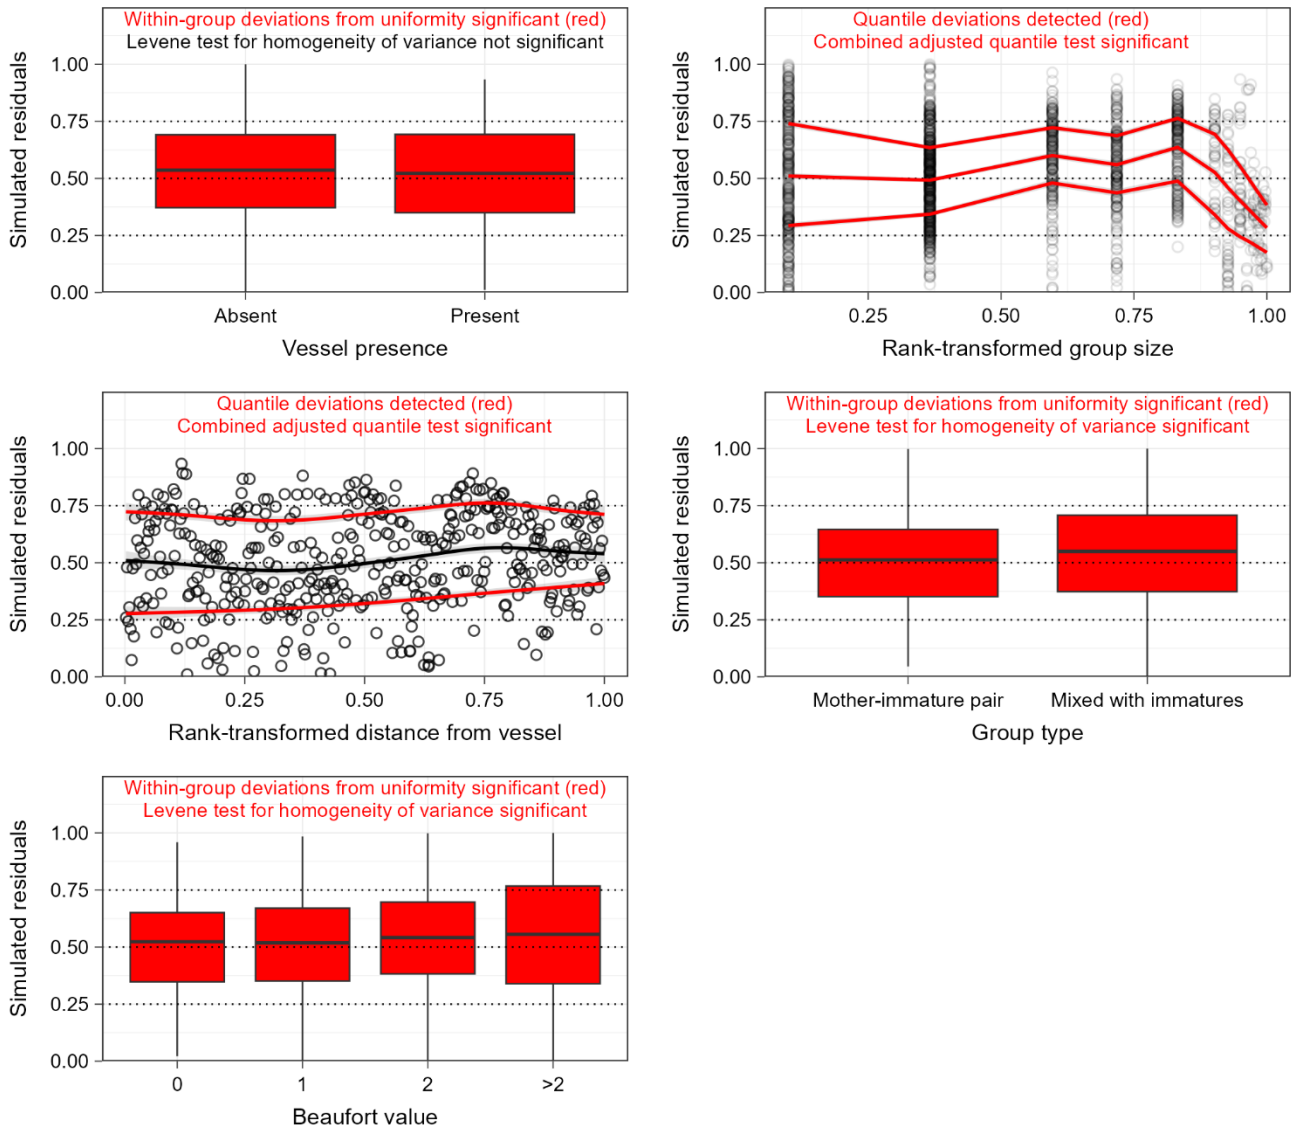 Within-group deviations from uniformity significant (red)
Levene test for homogeneity of variance not significant
1.00
0.75
0.50
0.25
0.00
Simulated residuals
Absent
Present
Vessel presence
Quantile deviations detected (red)
Combined adjusted quantile test significant
1.00
0.75
0.50
0.25
0.00
Simulated residuals
0.25
0.50
0.75
1.00
Rank-transformed group size
Quantile deviations detected (red)
Combined adjusted quantile test significant
1.00
0.75
0.50
0.25
0.00
Simulated residuals
0.00
0.25
0.50
0.75
1.00
Rank-transformed distance from vessel
Within-group deviations from uniformity significant (red)
Levene test for homogeneity of variance significant
1.00
0.75
0.50
0.25
0.00
Simulated residuals
Mother-immature pair
Mixed with immatures
Group type
Within-group deviations from uniformity significant (red)
Levene test for homogeneity of variance significant
1.00
0.75
0.50
0.25
0.00
Simulated residuals
0
1
2
>2
Beaufort value